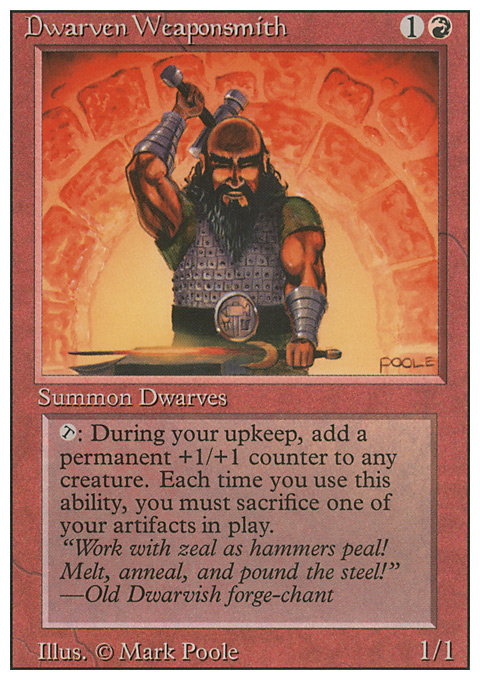 Dwarven Weaponsmith 1
POOLE
Summon Dwarves
T: During your upkeep, add a
permanent +1/+1 counter to any
creature. Each time you use this
ability, you must sacrifice one of
your artifacts in play.
“Work with zeal as hammers peal!
Melt, anneal, and pound the steel!”
—Old Dwarvish forge-chant
Illus. © Mark Poole 1/1